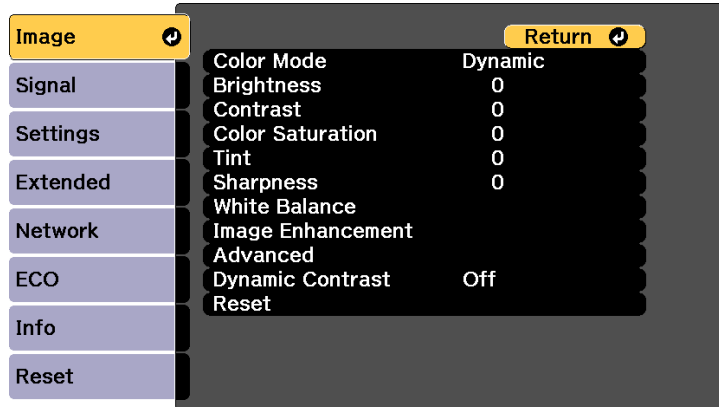 Image
Signal
Settings
Extended
Network
ECO
Info
Reset
Return
Color Mode Dynamic
Brightness 0
Contrast 0
Color Saturation 0
Tint 0
Sharpness 0
White Balance
Image Enhancement
Advanced
Dynamic Contrast Off
Reset